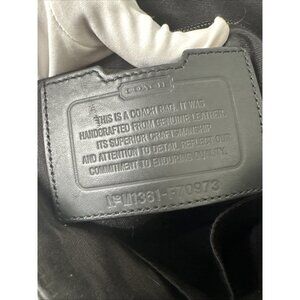 COACH
THIS IS A COACH BAG. IT WAS
HANDCRAFTED FROM GENUINE LEATHER.
ITS SUPERIOR CRAFTSMANSHIP
AND ATTENTION TO DETAIL REFLECT OUR
COMMITMENT TO ENDURING QUALITY.
Nº M1361-F70973